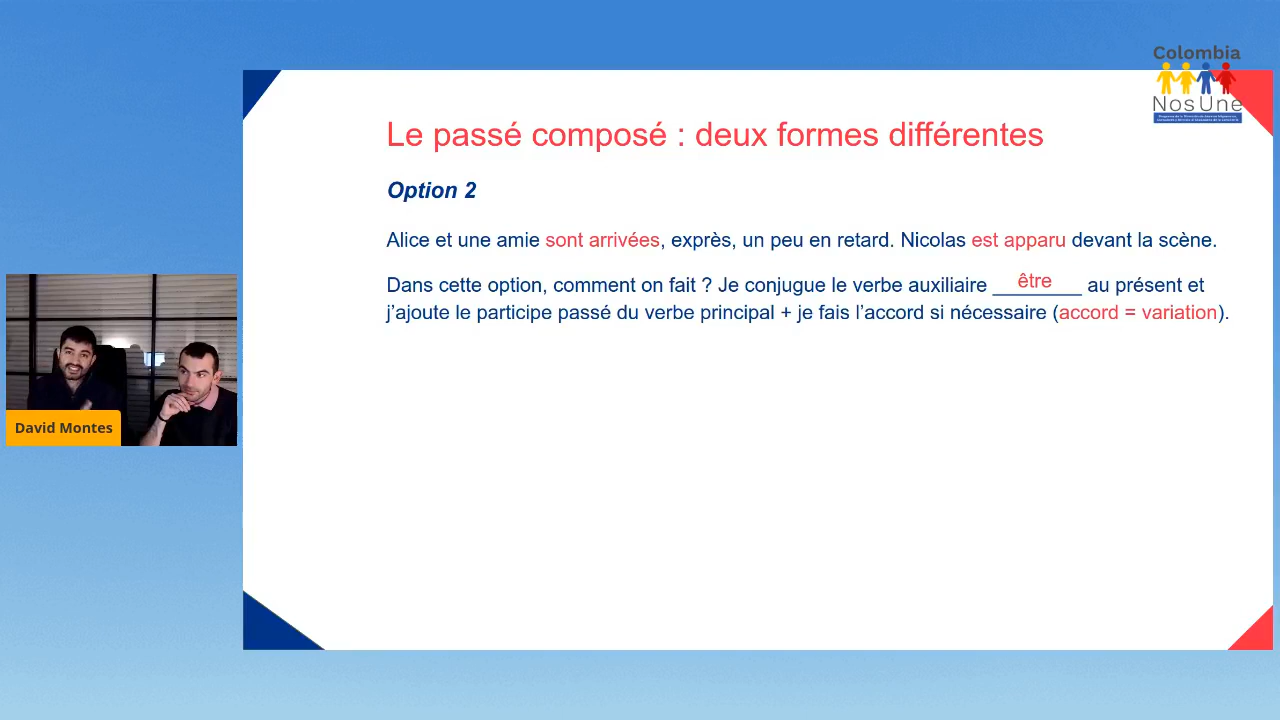 Colombia
NosUne
Le passé composé : deux formes différentes
Option 2
Alice et une amie sont arrivées, exprès, un peu en retard. Nicolas est apparu devant la scène.
Dans cette option, comment on fait ? Je conjugue le verbe auxiliaire être au présent et
j’ajoute le participe passé du verbe principal + je fais l’accord si nécessaire (accord = variation).
David Montes